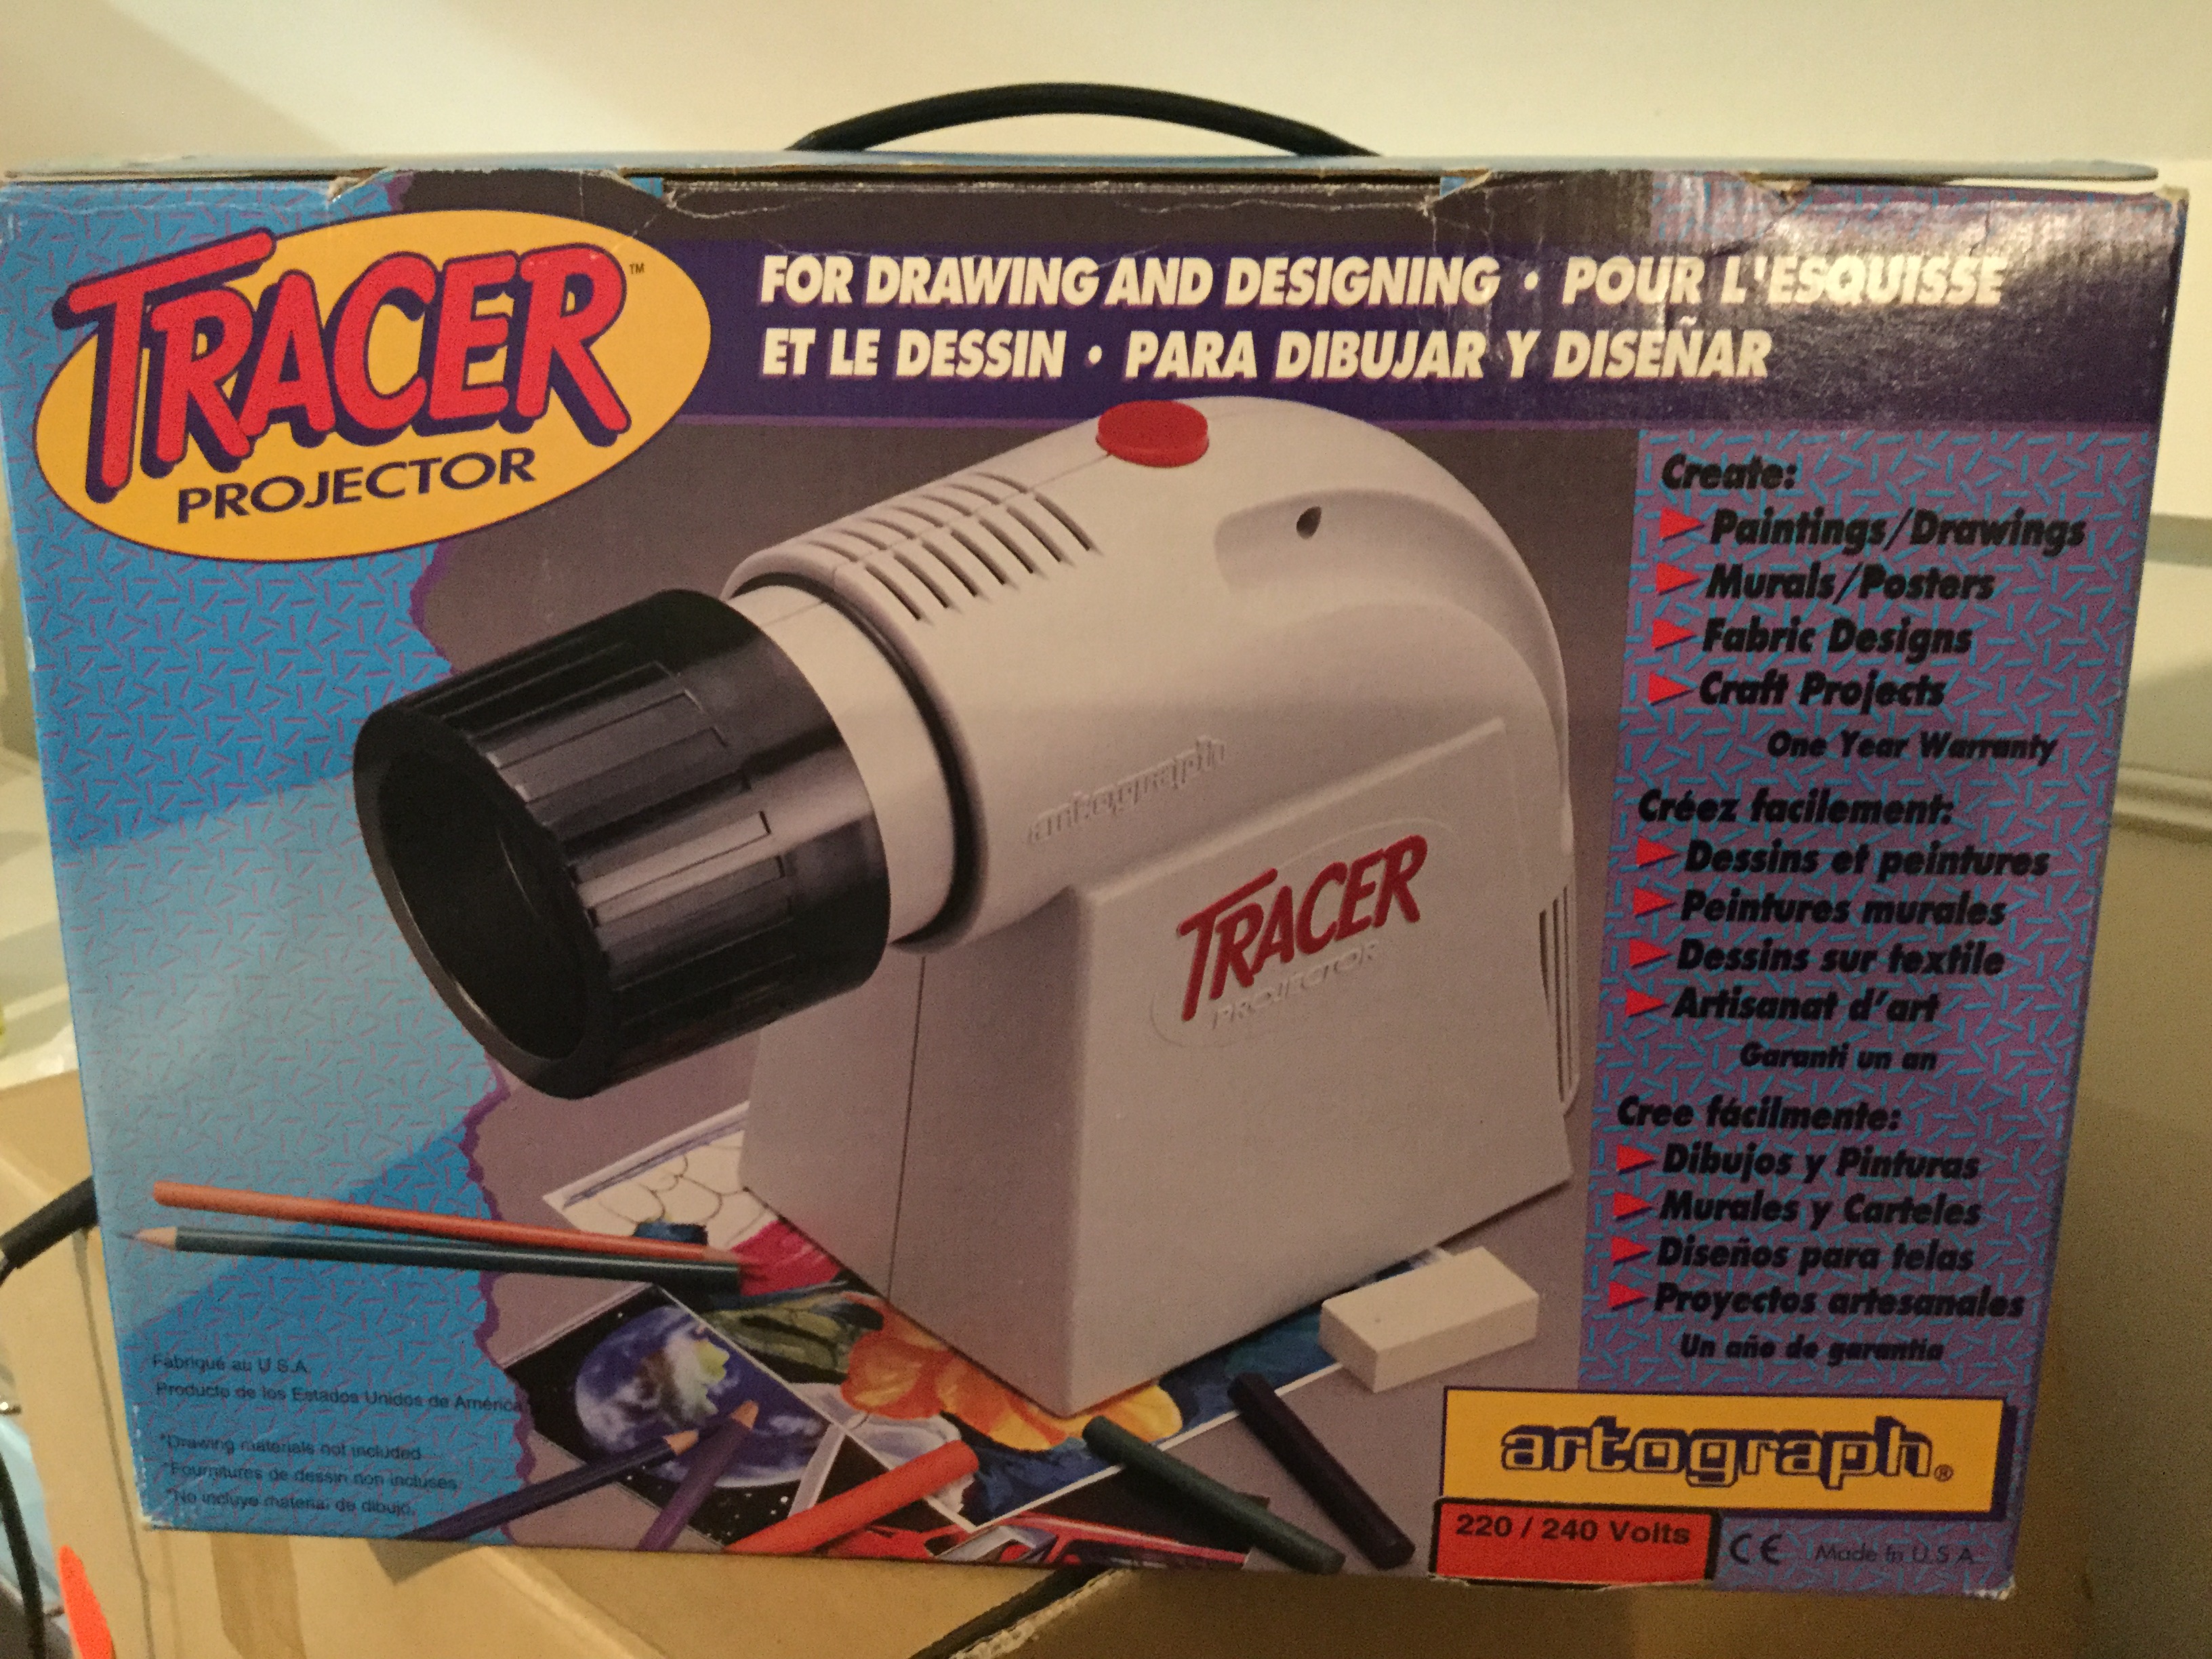 TRACER™
PROJECTOR
FOR DRAWING AND DESIGNING • POUR L'ESQUISSE
ET LE DESSIN • PARA DIBUJAR Y DISEÑAR
Create:
Paintings/Drawings
Murals/Posters
Fabric Designs
Craft Projects
One Year Warranty
Créez facilement:
Dessins et peintures
Peintures murales
Dessins sur textile
Artisanat d'art
Garanti un an
Cree fácilmente:
Dibujos y Pinturas
Murales y Carteles
Diseños para telas
Proyectos artesanales
Un año de garantia
artograph
TRACER
PROJECTOR
Fabriqué au U.S.A.
Producto de los Estados Unidos de América
*Drawing materials not included
*Fournitures de dessin non incluses
*No incluye material de dibujo.
artograph®
220 / 240 Volts
CE Made In U.S.A.